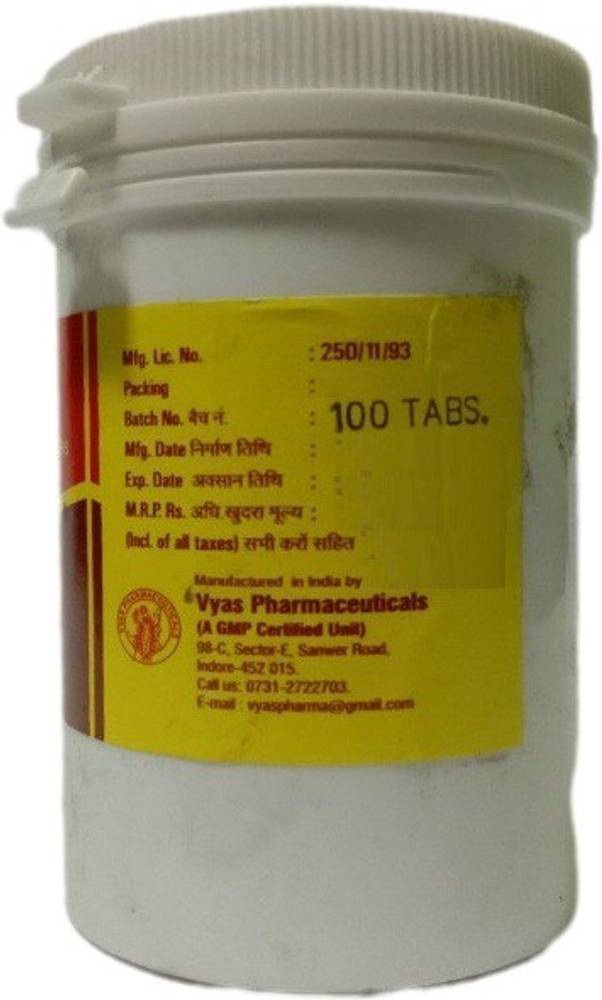 Mfg. Lic. No. : 25D/11/93
Packing :
Batch No. बैच नं. : 100 TABS.
Mfg. Date निर्माण तिथि :
Exp. Date अवसान तिथि :
M.R.P. Rs. अधि खुदरा मूल्य :
(Incl. of all taxes) सभी करों सहित
Manufactured in India by
Vyas Pharmaceuticals
(A GMP Certified Unit)
98-C, Sector-E, Sanwer Road,
Indore-452 015.
Call us: 0731-2722703.
E-mail : vyaspharma@gmail.com
VYAS PHARMACEUTICALS